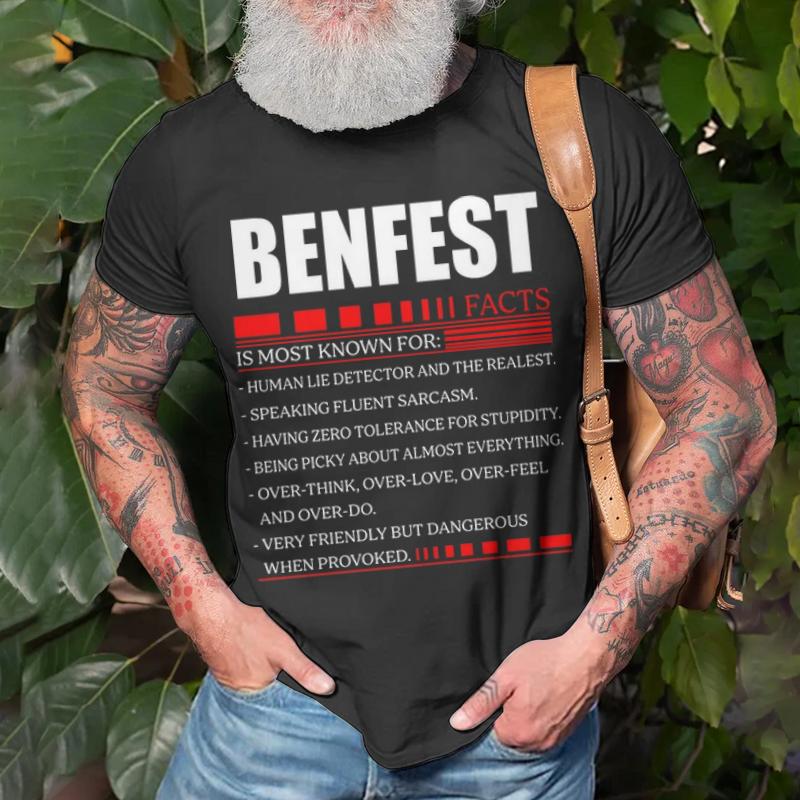 BENFEST
FACTS
IS MOST KNOWN FOR:
- HUMAN LIE DETECTOR AND THE REALEST.
- SPEAKING FLUENT SARCASM.
- HAVING ZERO TOLERANCE FOR STUPIDITY.
- BEING PICKY ABOUT ALMOST EVERYTHING.
- OVER-THINK, OVER-LOVE, OVER-FEEL
AND OVER-DO.
- VERY FRIENDLY BUT DANGEROUS
WHEN PROVOKED.